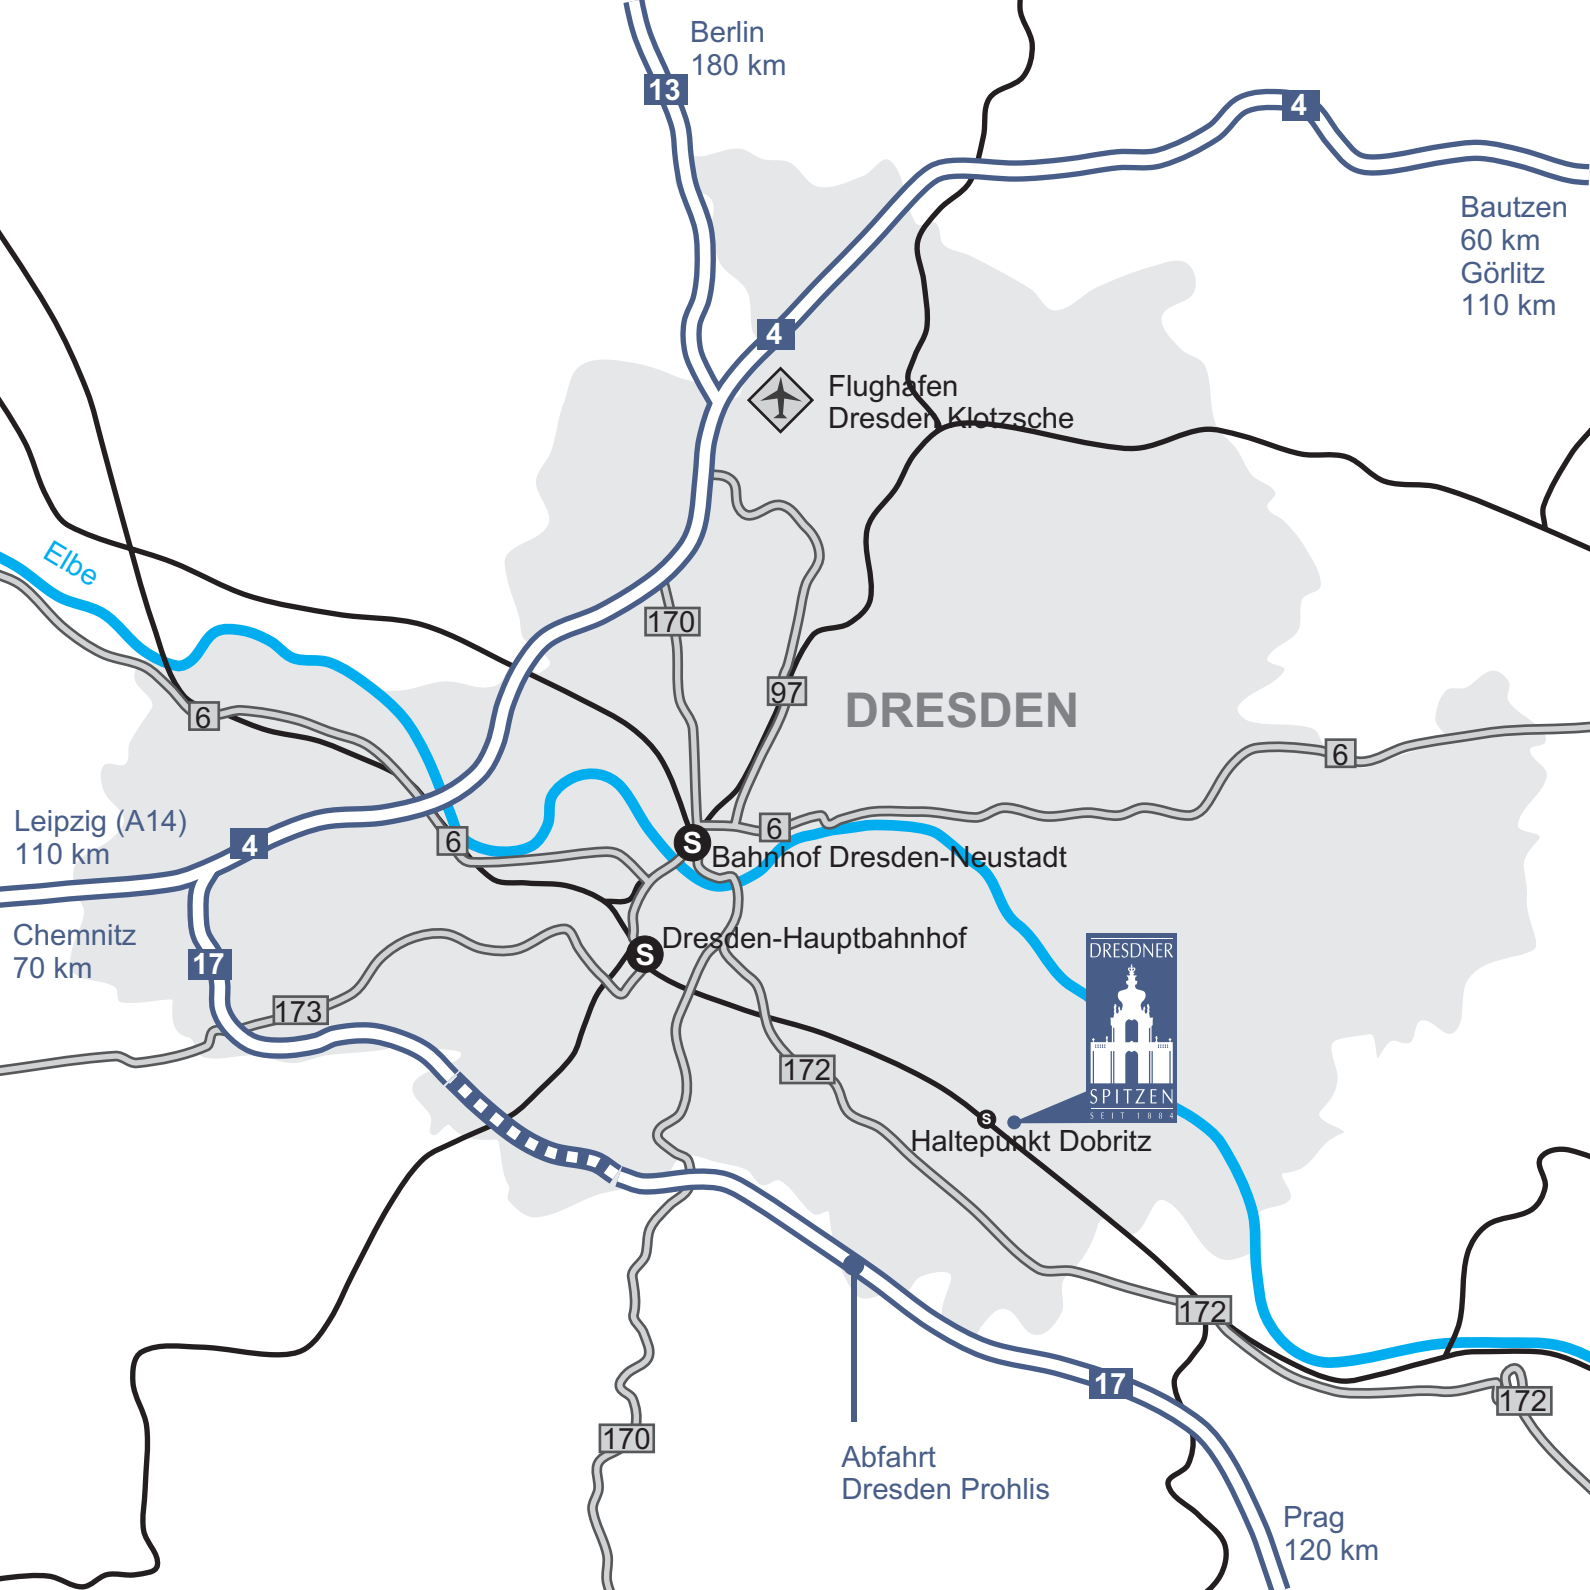 Berlin
180 km
13
4
Bautzen
60 km
Görlitz
110 km
4
Flughafen
Dresden Klotzsche
Elbe
170
97
DRESDEN
6
6
Leipzig (A14)
110 km
4
6
6
S
Bahnhof Dresden-Neustadt
Chemnitz
70 km
17
Dresden-Hauptbahnhof
S
DRESDNER
173
172
SPITZEN
SEIT 1884
S
Haltepunkt Dobritz
172
17
172
170
Abfahrt
Dresden Prohlis
Prag
120 km